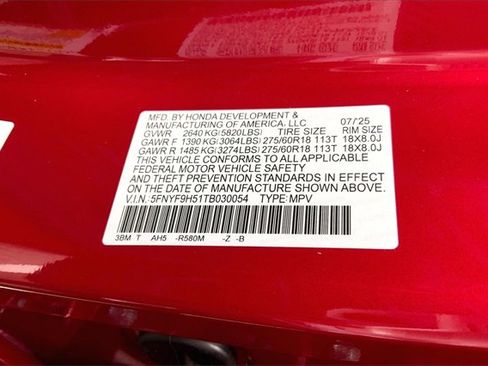 MFD. BY HONDA DEVELOPMENT & 07/'25
MANUFACTURING OF AMERICA, LLC
GVWR 2640 KG(5820LBS) TIRE SIZE RIM SIZE
GAWR F 1390 KG(3064LBS) 275/60R18 113T 18X8.0J
GAWR R 1485 KG(3274LBS) 275/60R18 113T 18X8.0J
THIS VEHICLE CONFORMS TO ALL APPLICABLE
FEDERAL MOTOR VEHICLE SAFETY
AND THEFT PREVENTION STANDARDS IN EFFECT
ON THE DATE OF MANUFACTURE SHOWN ABOVE.
V.I.N.:5FNYF9H51TB030054 TYPE:MPV
3BM T AH5 -R580M -Z -B